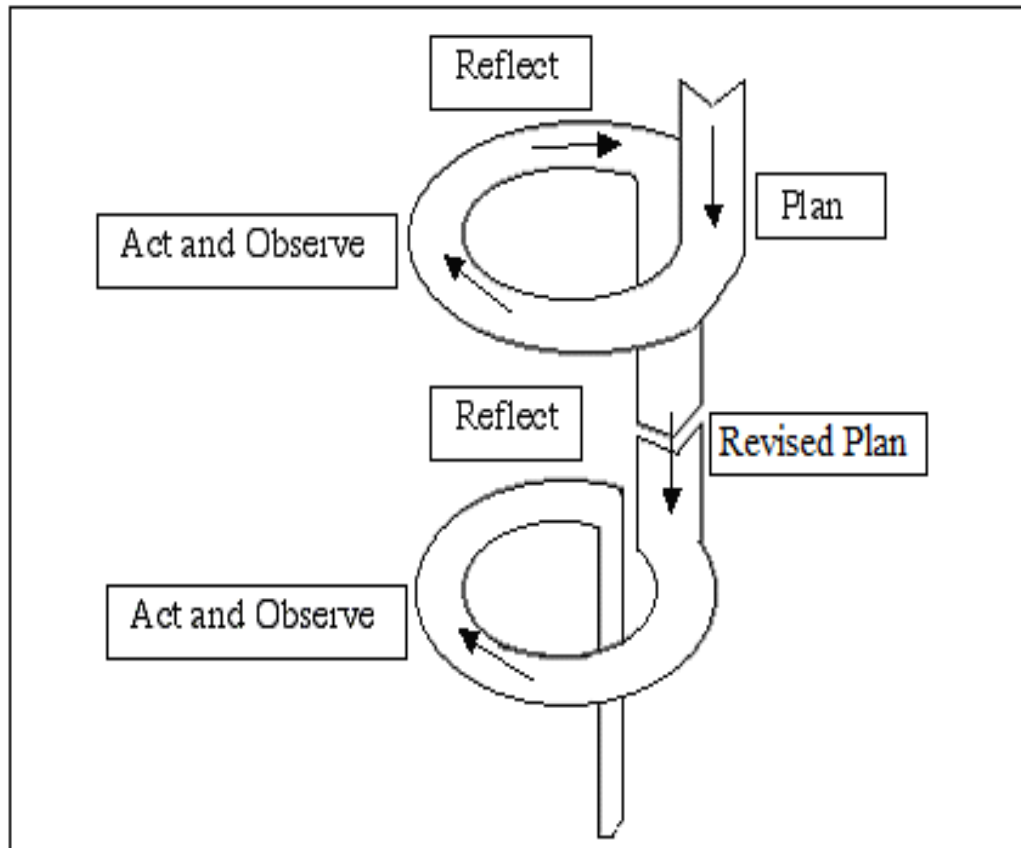 Reflect
Plan
Act and Observe
Reflect
Revised Plan
Act and Observe